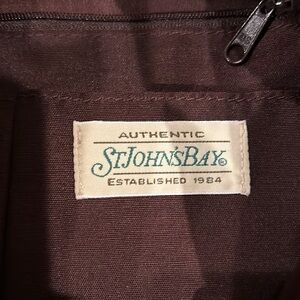 AUTHENTIC
ST.JOHN'S BAY®
ESTABLISHED 1984